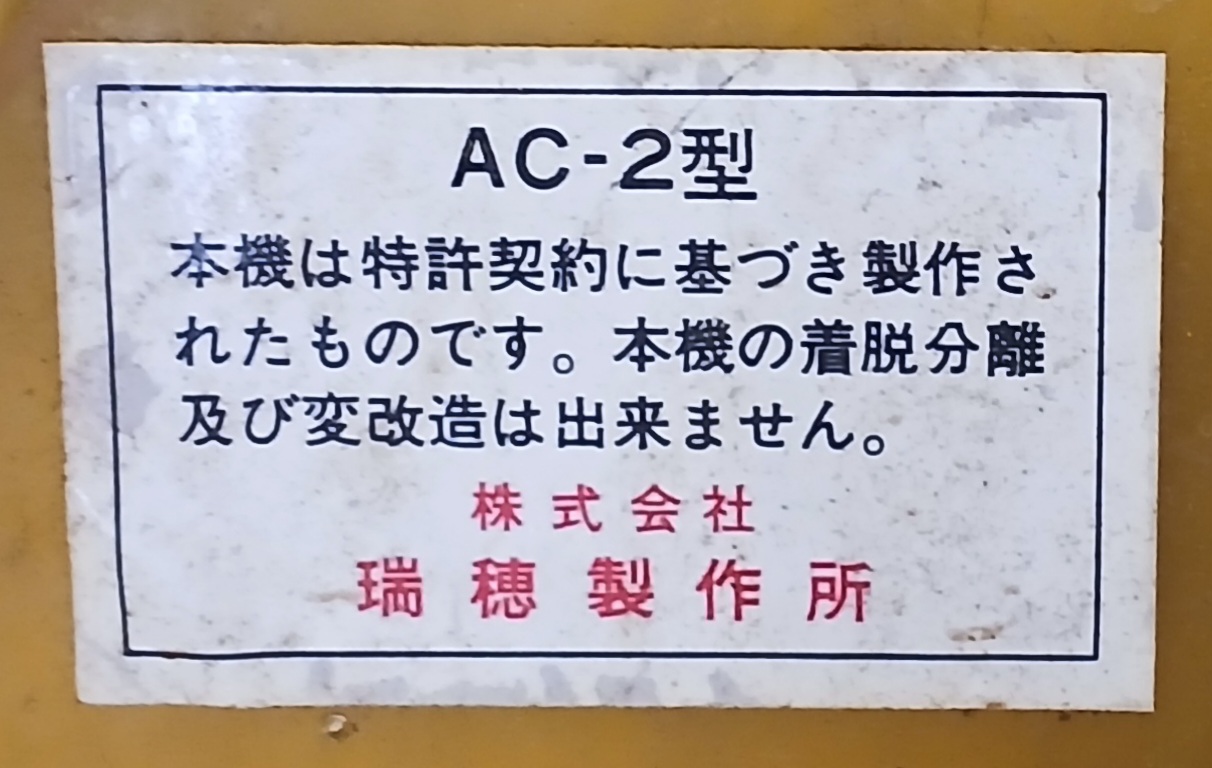 AC-2型
本機は特許契約に基づき製作さ
れたものです。本機の着脱分離
及び変改造は出来ません。
株式会社
瑞穂製作所